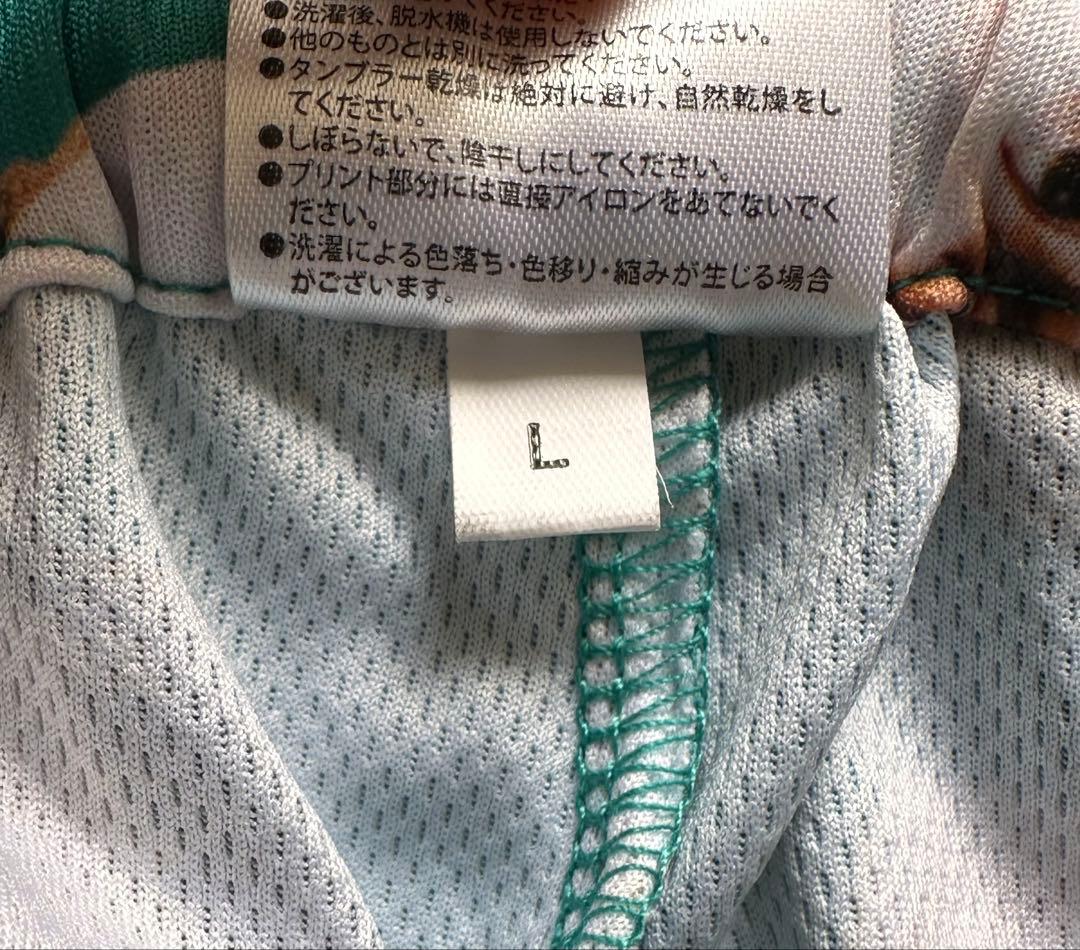 てください。
●洗濯後、脱水機は使用しないでください。
●他のものとは別に洗ってください。
●タンブラー乾燥は絶対に避け、自然乾燥をし
てください。
●しぼらないで、陰干しにしてください。
●プリント部分には直接アイロンをあてないでく
ださい。
●洗濯による色落ち・色移り・縮みが生じる場合
がございます。
L